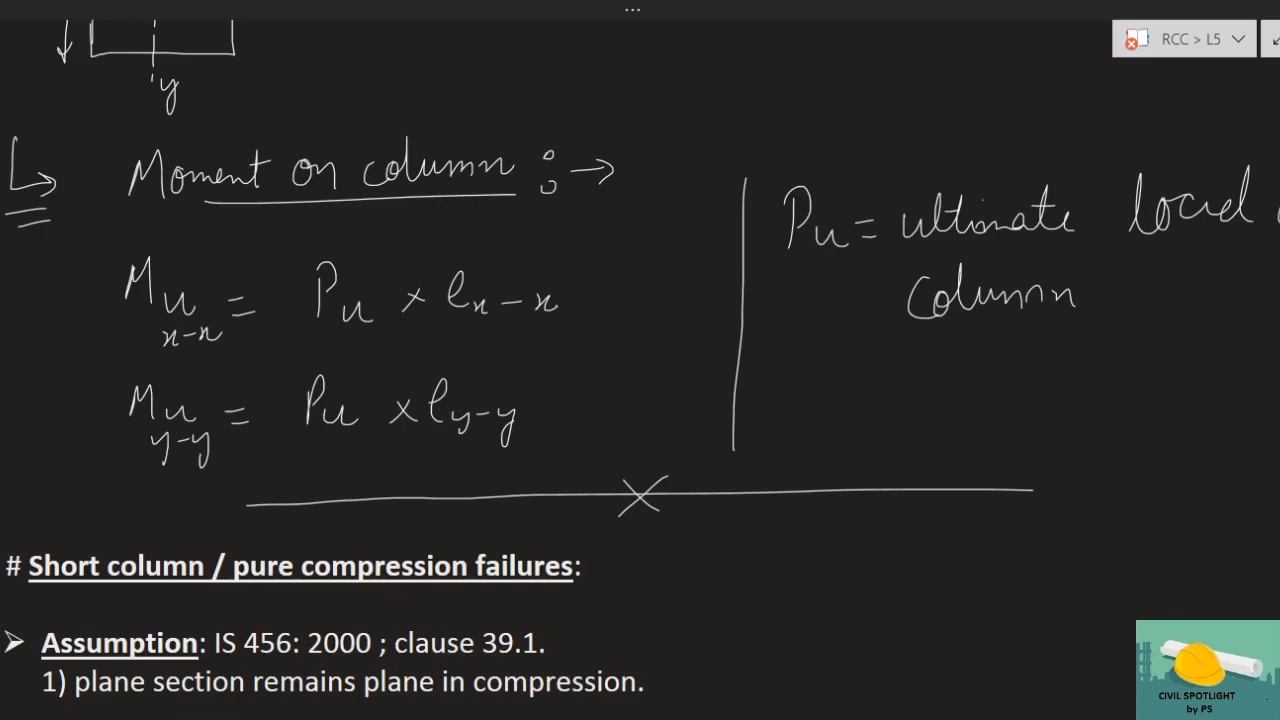 ...
RCC > L5
y
Moment on column :→
Pu = ultimate load
column
Mu x-x = Pu × ex-x
Mu y-y = Pu × ey-y
# Short column / pure compression failures:
➢ Assumption: IS 456: 2000 ; clause 39.1.
1) plane section remains plane in compression.
CIVIL SPOTLIGHT
by PS